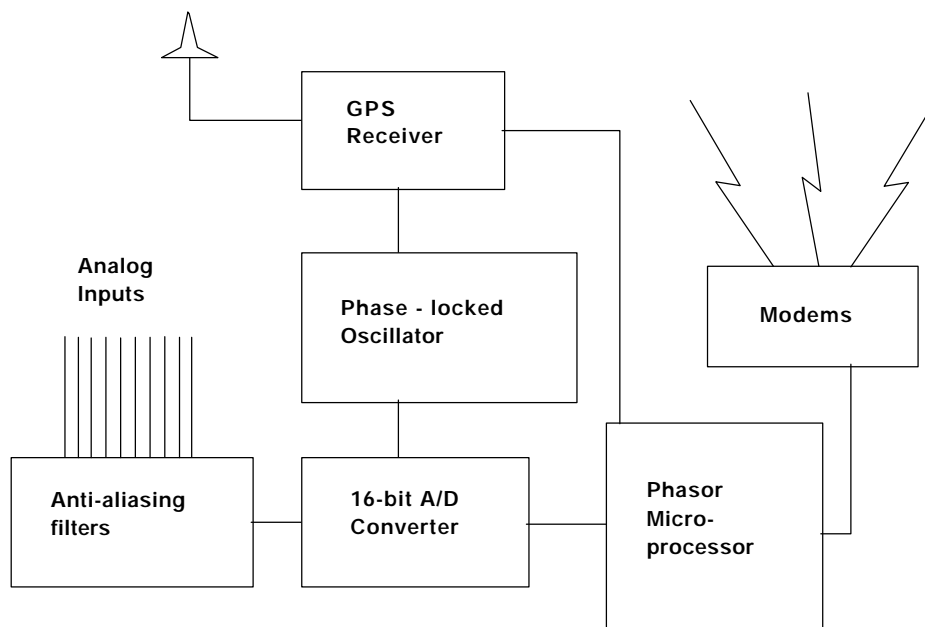 GPS
Receiver
Analog
Inputs
Phase - locked
Oscillator
Modems
Anti-aliasing
filters
16-bit A/D
Converter
Phasor
Micro-
processor